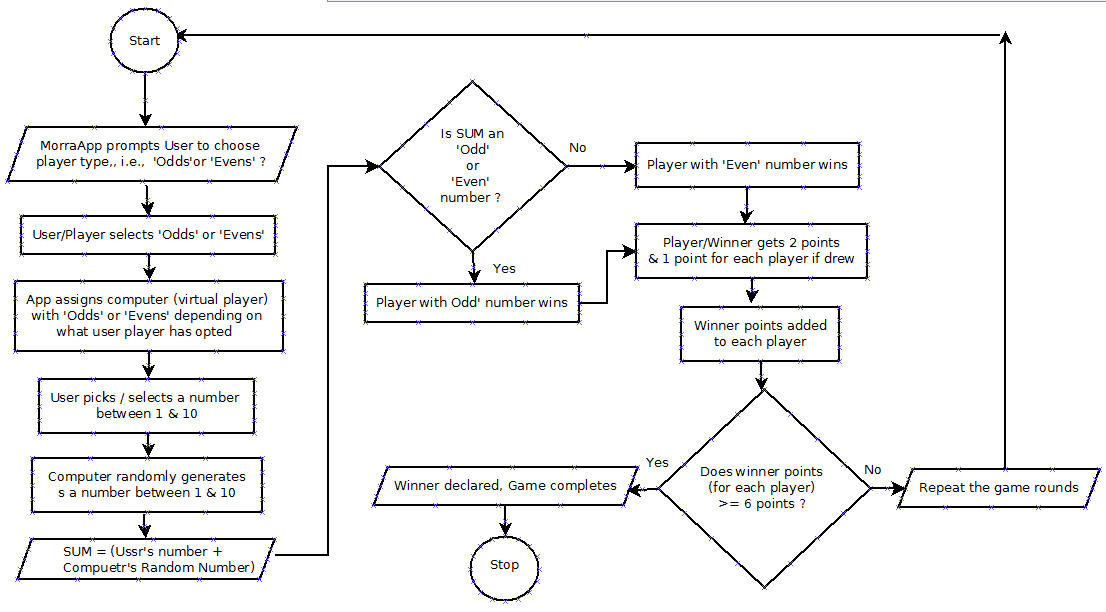 Start
MorraApp prompts User to choose
player type,, i.e., 'Odds'or 'Evens' ?
User/Player selects 'Odds' or 'Evens'
App assigns computer (virtual player)
with 'Odds' or 'Evens' depending on
what user player has opted
User picks / selects a number
between 1 & 10
Computer randomly generates
s a number between 1 & 10
SUM = (Ussr's number +
Compuetr's Random Number)
Is SUM an
'Odd'
or
'Even'
number ?
No
Yes
Player with Odd' number wins
Player with 'Even' number wins
Player/Winner gets 2 points
& 1 point for each player if drew
Winner points added
to each player
Does winner points
(for each player)
>= 6 points ?
Yes
No
Winner declared, Game completes
Stop
Repeat the game rounds